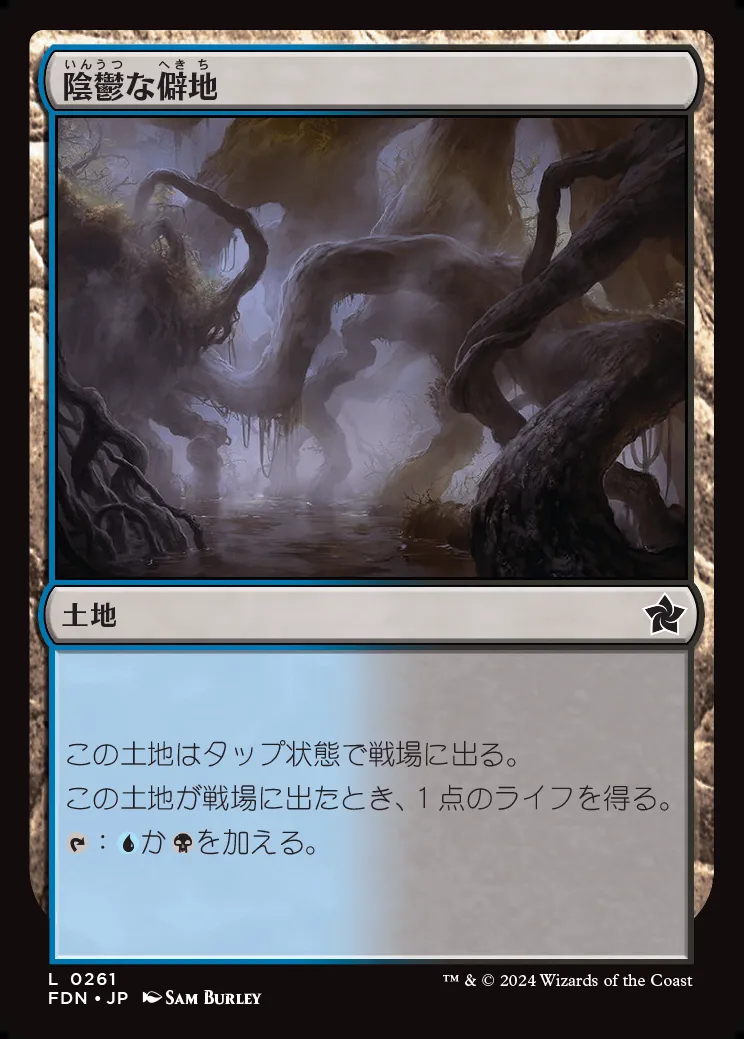 いんうつ へきち
陰鬱な僻地
土地
この土地はタップ状態で戦場に出る。
この土地が戦場に出たとき、1点のライフを得る。
：か を加える。
L 0261
FDN • JP Sam Burley
™ & © 2024 Wizards of the Coast